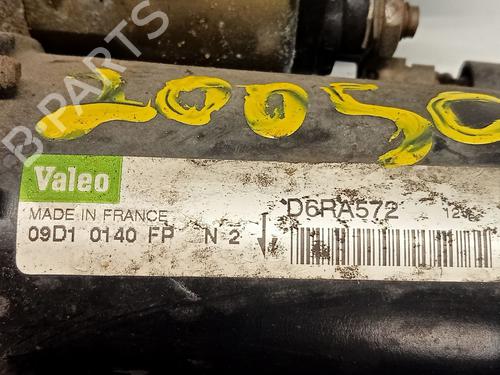 B PARTS
20050
Valeo
MADE IN FRANCE
09D1 0140 FP N 2
D6RA572